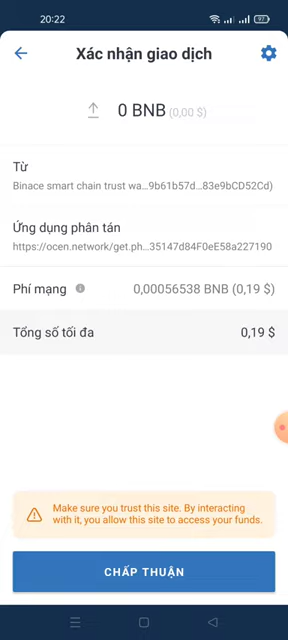 20:22
97
Xác nhận giao dịch
0 BNB (0,00 $)
Từ
Binace smart chain trust wa...9b61b57d...83e9bCD52Cd)
Ứng dụng phân tán
https://ocen.network/get.ph...35147d84F0eE58a227190
Phí mạng
0,00056538 BNB (0,19 $)
Tổng số tối đa
0,19 $
Make sure you trust this site. By interacting
with it, you allow this site to access your funds.
CHẤP THUẬN